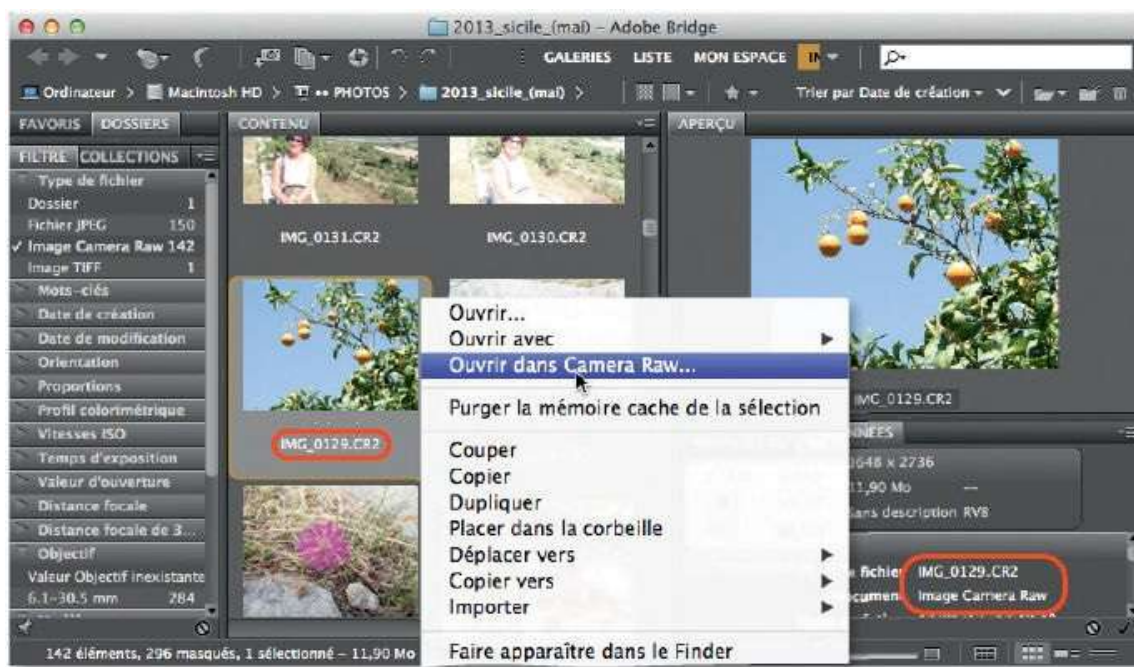 2013_sicile_(mai) – Adobe Bridge
GALERIES LISTE MON ESPACE
Ordinateur > Macintosh HD > PHOTOS > 2013_sicile_(mai) >
Trier par Date de création
FAVORIS DOSSIERS
FILTRE COLLECTIONS
Type de fichier
Dossier 1
Fichier JPEG 150
✓ Image Camera Raw 142
Image TIFF 1
Mots-clés
Date de création
Date de modification
Orientation
Proportions
Profil colorimétrique
Vitesses ISO
Temps d'exposition
Valeur d'ouverture
Distance focale
Distance focale de 3...
Objectif
Valeur Objectif inexistante
6.1-30.5 mm 284
CONTENU
IMG_0131.CR2 IMG_0130.CR2
IMG_0129.CR2
Ouvrir...
Ouvrir avec
Ouvrir dans Camera Raw...
Purger la mémoire cache de la sélection
Couper
Copier
Dupliquer
Placer dans la corbeille
Déplacer vers
Copier vers
Importer
Faire apparaître dans le Finder
APERÇU
IMG_0129.CR2
3648 x 2736
11,90 Mo --
Sans description RVB
fichier IMG_0129.CR2
Image Camera Raw
142 éléments, 296 masqués, 1 sélectionné – 11,90 Mo